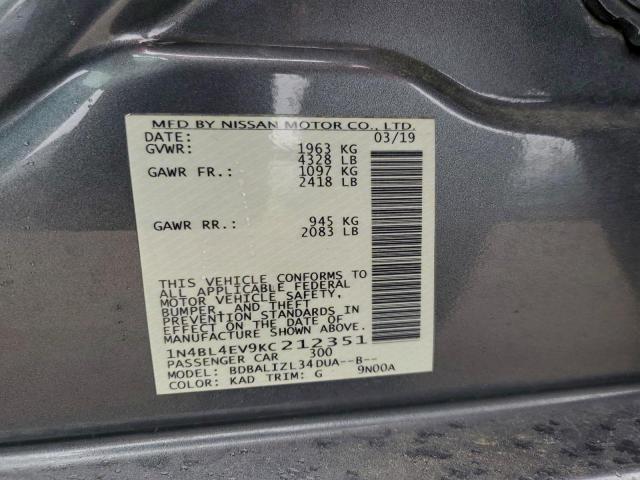 MFD BY NISSAN MOTOR CO., LTD.
DATE: 03/19
GVWR: 1963 KG
4328 LB
GAWR FR.: 1097 KG
2418 LB
GAWR RR.: 945 KG
2083 LB
THIS VEHICLE CONFORMS TO
ALL APPLICABLE FEDERAL
MOTOR VEHICLE SAFETY,
BUMPER, AND THEFT
PREVENTION STANDARDS IN
EFFECT ON THE DATE OF
MANUFACTURE SHOWN ABOVE.
1N4BL4EV9KC212351
PASSENGER CAR 300
MODEL: BDBALIZL34DUA--B--
COLOR: KAD TRIM: G 9N00A